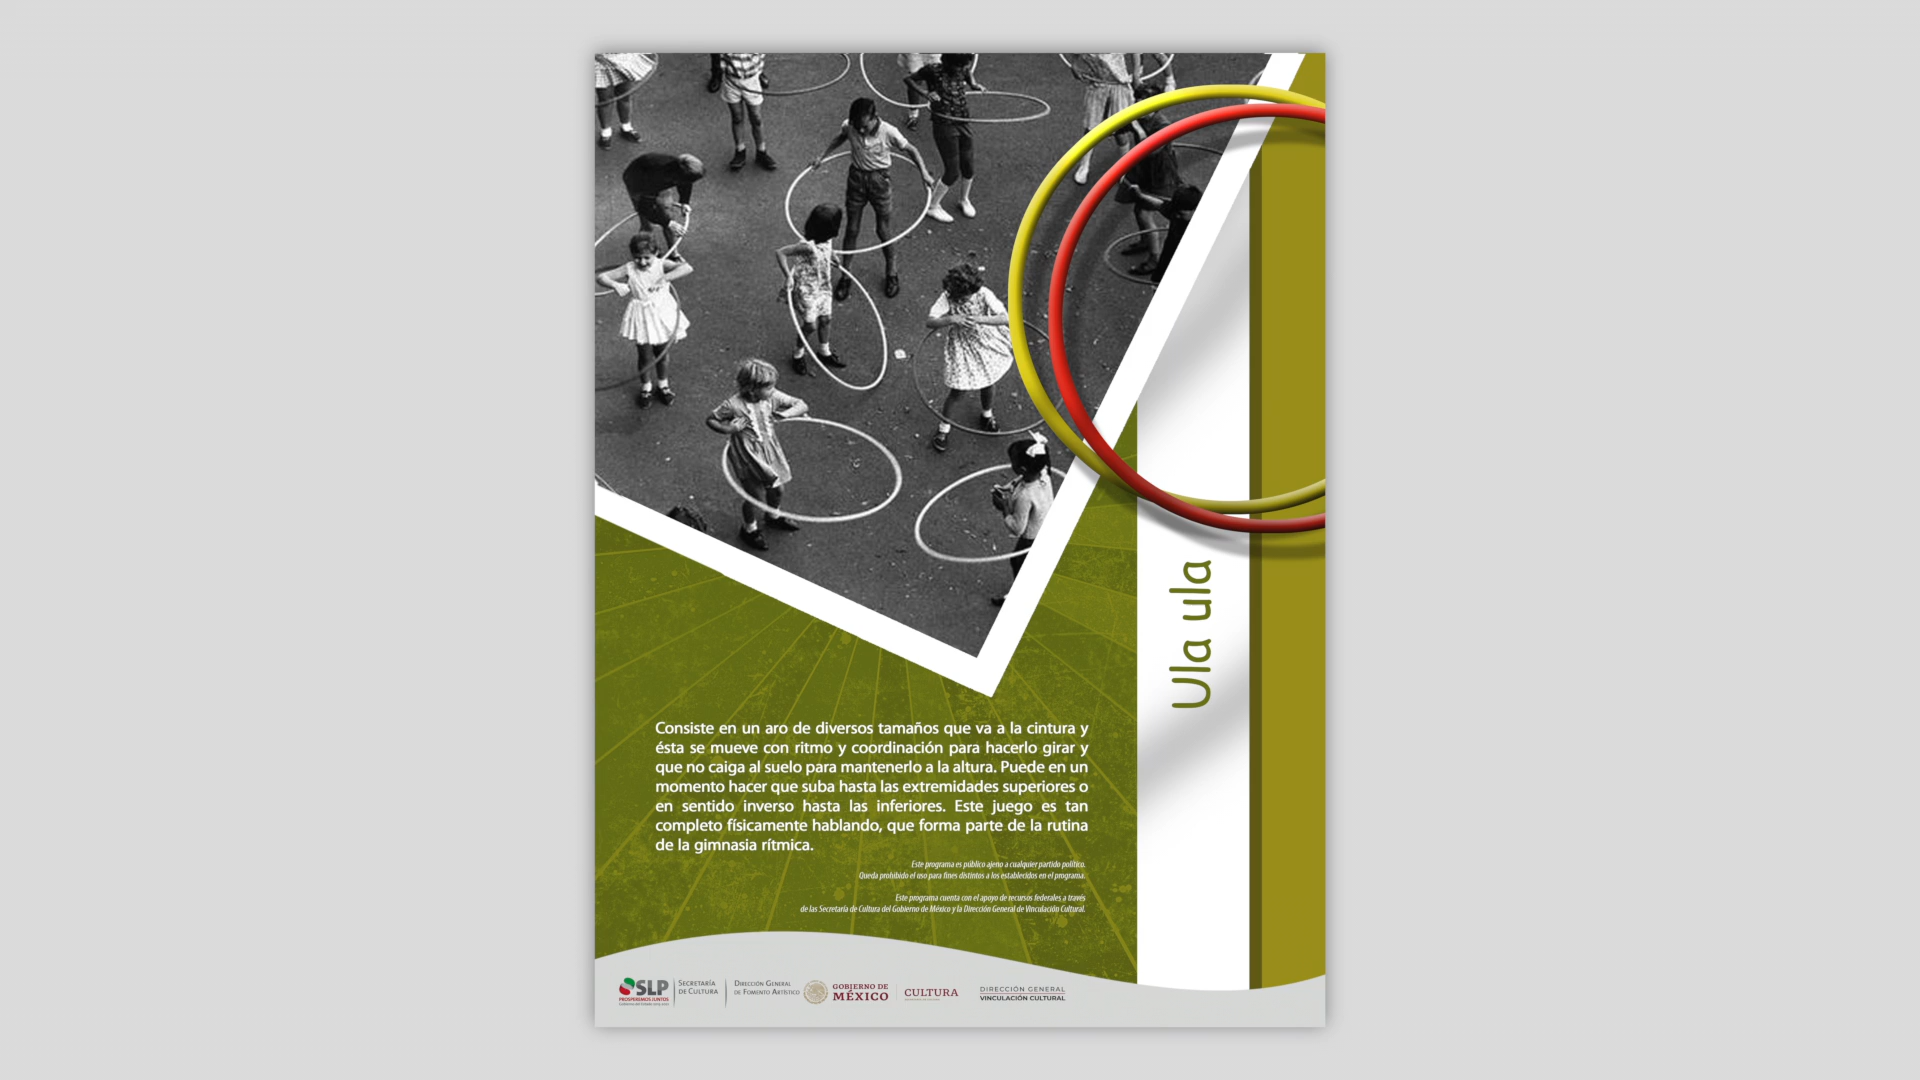 Ula ula
Consiste en un aro de diversos tamaños que va a la cintura y
ésta se mueve con ritmo y coordinación para hacerlo girar y
que no caiga al suelo para mantenerlo a la altura. Puede en un
momento hacer que suba hasta las extremidades superiores o
en sentido inverso hasta las inferiores. Este juego es tan
completo físicamente hablando, que forma parte de la rutina
de la gimnasia rítmica.
Este programa es público ajeno a cualquier partido político.
Queda prohibido el uso para fines distintos a los establecidos en el programa.
Este programa cuenta con el apoyo de recursos federales a través
de las Secretaría de Cultura del Gobierno de México y la Dirección General de Vinculación Cultural.
SLP
PROSPEREMOS JUNTOS
SECRETARÍA
DE CULTURA
DIRECCIÓN GENERAL
DE FOMENTO ARTÍSTICO
GOBIERNO DE
MÉXICO
CULTURA
DIRECCIÓN GENERAL
VINCULACIÓN CULTURAL